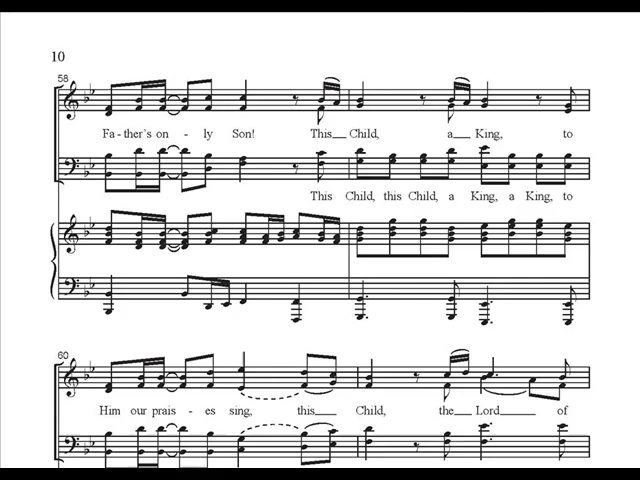 10
58
Fa - ther's on - ly Son! This Child, a King, to
This Child, this Child, a King, a King, to
60
Him our prais - es sing, this Child, the Lord of